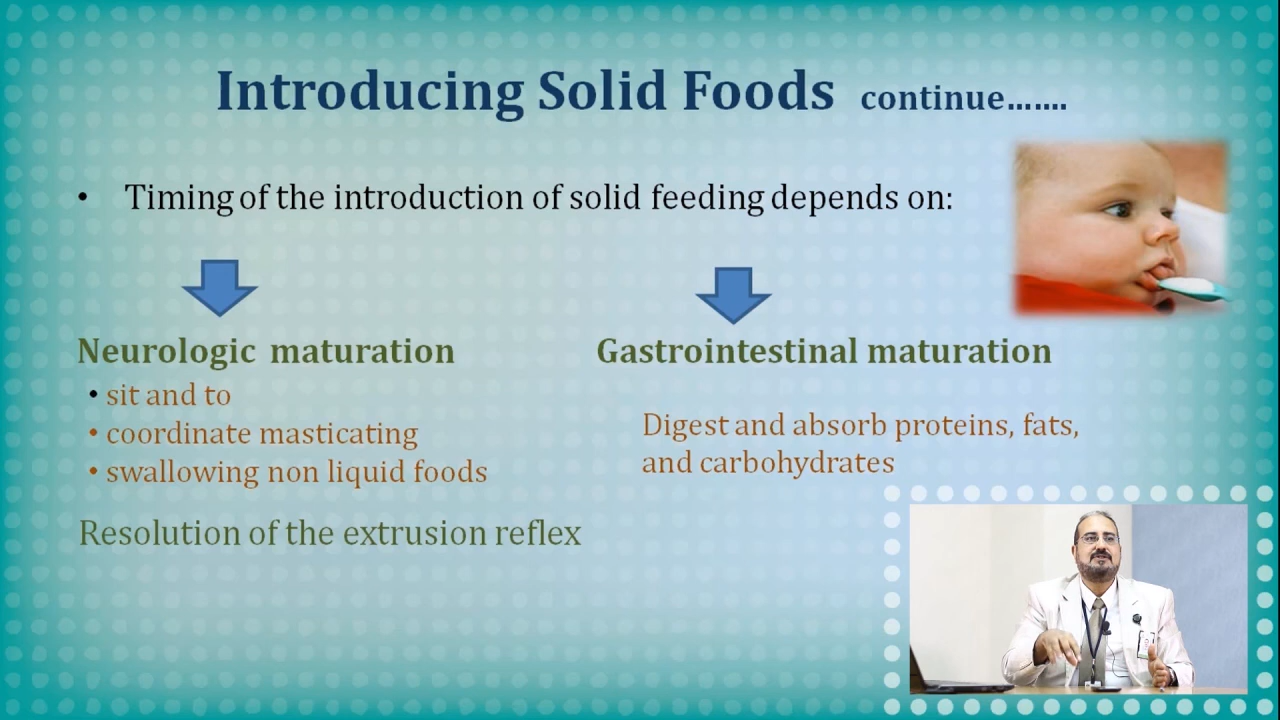 Introducing Solid Foods continue.......
• Timing of the introduction of solid feeding depends on:
Neurologic maturation
• sit and to
• coordinate masticating
• swallowing non liquid foods
Resolution of the extrusion reflex
Gastrointestinal maturation
Digest and absorb proteins, fats,
and carbohydrates